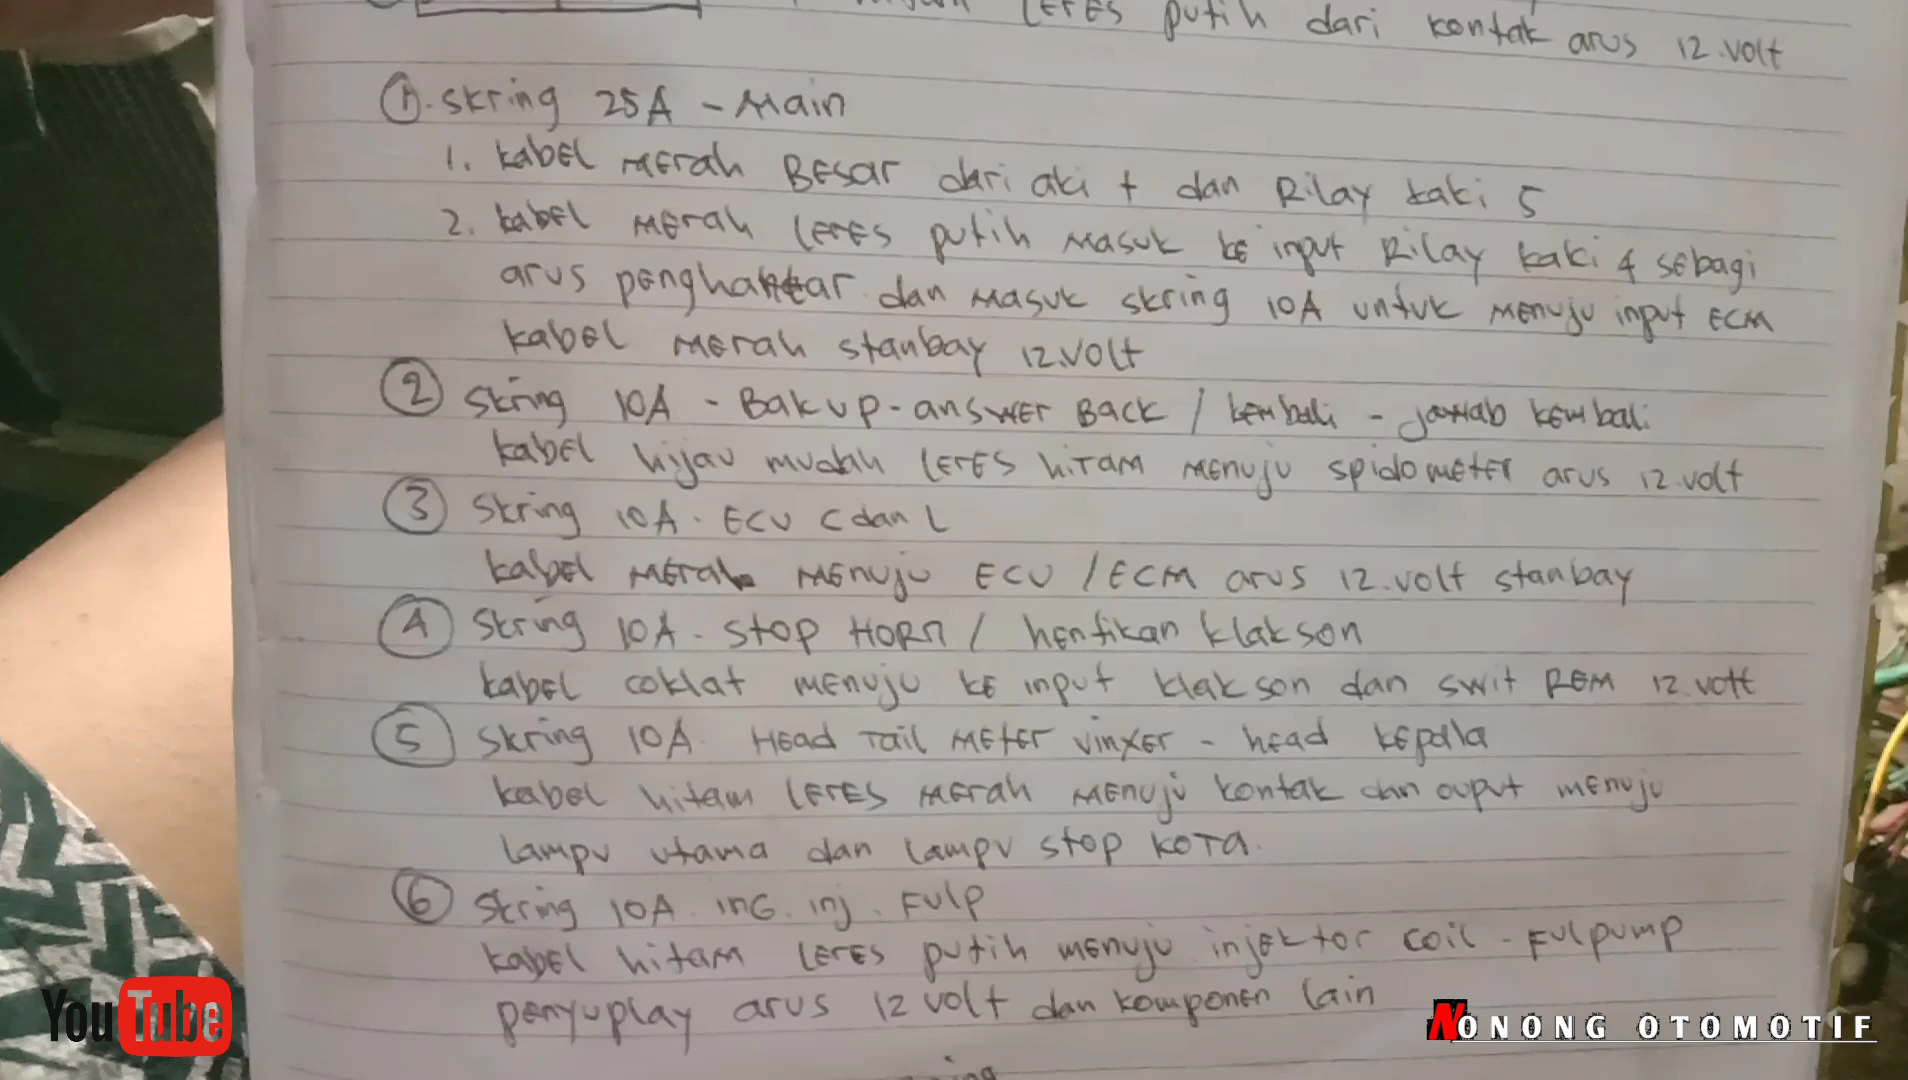 LERES putih dari kontak arus 12.volt
1. skring 25A - Main
1. kabel merah Besar dari aki + dan Rilay kaki 5
2. kabel merah leres putih masuk ke input Rilay kaki 4 sebagi
arus penghantar dan masuk skring 10A untuk menuju input ECM
kabel merah stanbay 12.volt
2 Skring 10A - Bakup-answer Back / kembali - jawab kembali
kabel hijau mudah leres hitam menuju spidometer arus 12.volt
3 Skring 10A. ECU C dan L
kabel merah menuju ECU / ECM arus 12.volt stanbay
4 Skring 10A. Stop HORN / hentikan klakson
kabel coklat menuju ke input klakson dan swit REM 12.volt
5 Skring 10A. Head Tail meter vinxer - head kepala
kabel hitam leres merah menuju kontak dan ouput menuju
lampu utama dan lampu stop kota.
6 Skring 10A. inG. inj. Fulp
kabel hitam leres putih menuju injektor coil - Fulpump
penyuplay arus 12 volt dan komponen lain
YouTube
NONONG OTOMOTIF